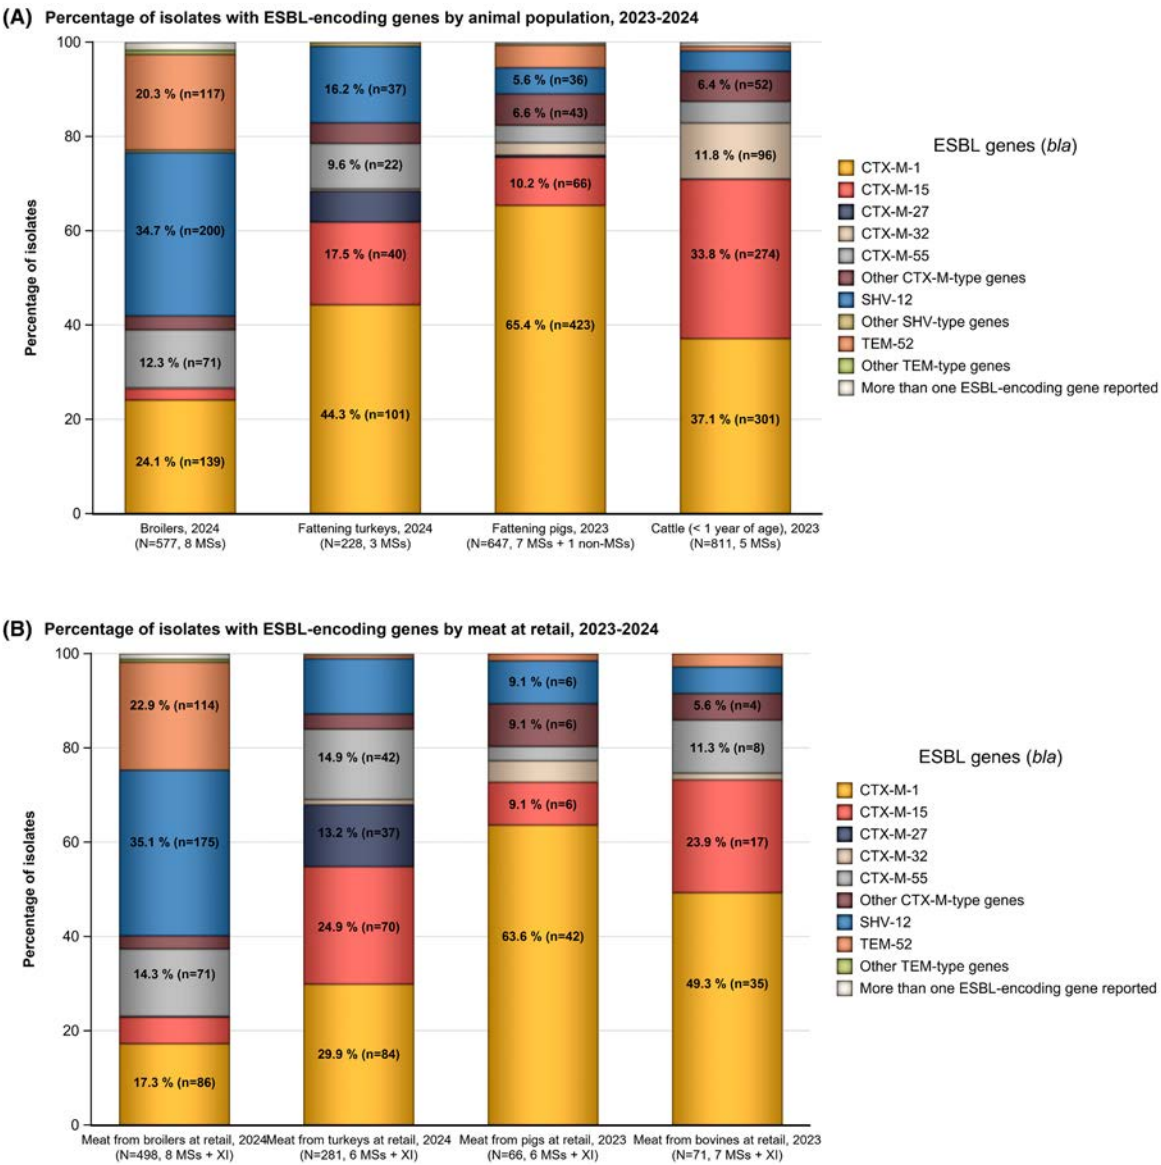 (A) Percentage of isolates with ESBL-encoding genes by animal population, 2023-2024
Percentage of isolates
100
80
60
40
20
0
20.3 % (n=117)
34.7 % (n=200)
12.3 % (n=71)
24.1 % (n=139)
16.2 % (n=37)
9.6 % (n=22)
17.5 % (n=40)
44.3 % (n=101)
5.6 % (n=36)
6.6 % (n=43)
10.2 % (n=66)
65.4 % (n=423)
6.4 % (n=52)
11.8 % (n=96)
33.8 % (n=274)
37.1 % (n=301)
Broilers, 2024
(N=577, 8 MSs)
Fattening turkeys, 2024
(N=228, 3 MSs)
Fattening pigs, 2023
(N=647, 7 MSs + 1 non-MSs)
Cattle (< 1 year of age), 2023
(N=811, 5 MSs)
ESBL genes (bla)
CTX-M-1
CTX-M-15
CTX-M-27
CTX-M-32
CTX-M-55
Other CTX-M-type genes
SHV-12
Other SHV-type genes
TEM-52
Other TEM-type genes
More than one ESBL-encoding gene reported
(B) Percentage of isolates with ESBL-encoding genes by meat at retail, 2023-2024
Percentage of isolates
100
80
60
40
20
0
22.9 % (n=114)
35.1 % (n=175)
14.3 % (n=71)
17.3 % (n=86)
14.9 % (n=42)
13.2 % (n=37)
24.9 % (n=70)
29.9 % (n=84)
9.1 % (n=6)
9.1 % (n=6)
9.1 % (n=6)
63.6 % (n=42)
5.6 % (n=4)
11.3 % (n=8)
23.9 % (n=17)
49.3 % (n=35)
Meat from broilers at retail, 2024
(N=498, 8 MSs + XI)
Meat from turkeys at retail, 2024
(N=281, 6 MSs + XI)
Meat from pigs at retail, 2023
(N=66, 6 MSs + XI)
Meat from bovines at retail, 2023
(N=71, 7 MSs + XI)
ESBL genes (bla)
CTX-M-1
CTX-M-15
CTX-M-27
CTX-M-32
CTX-M-55
Other CTX-M-type genes
SHV-12
TEM-52
Other TEM-type genes
More than one ESBL-encoding gene reported